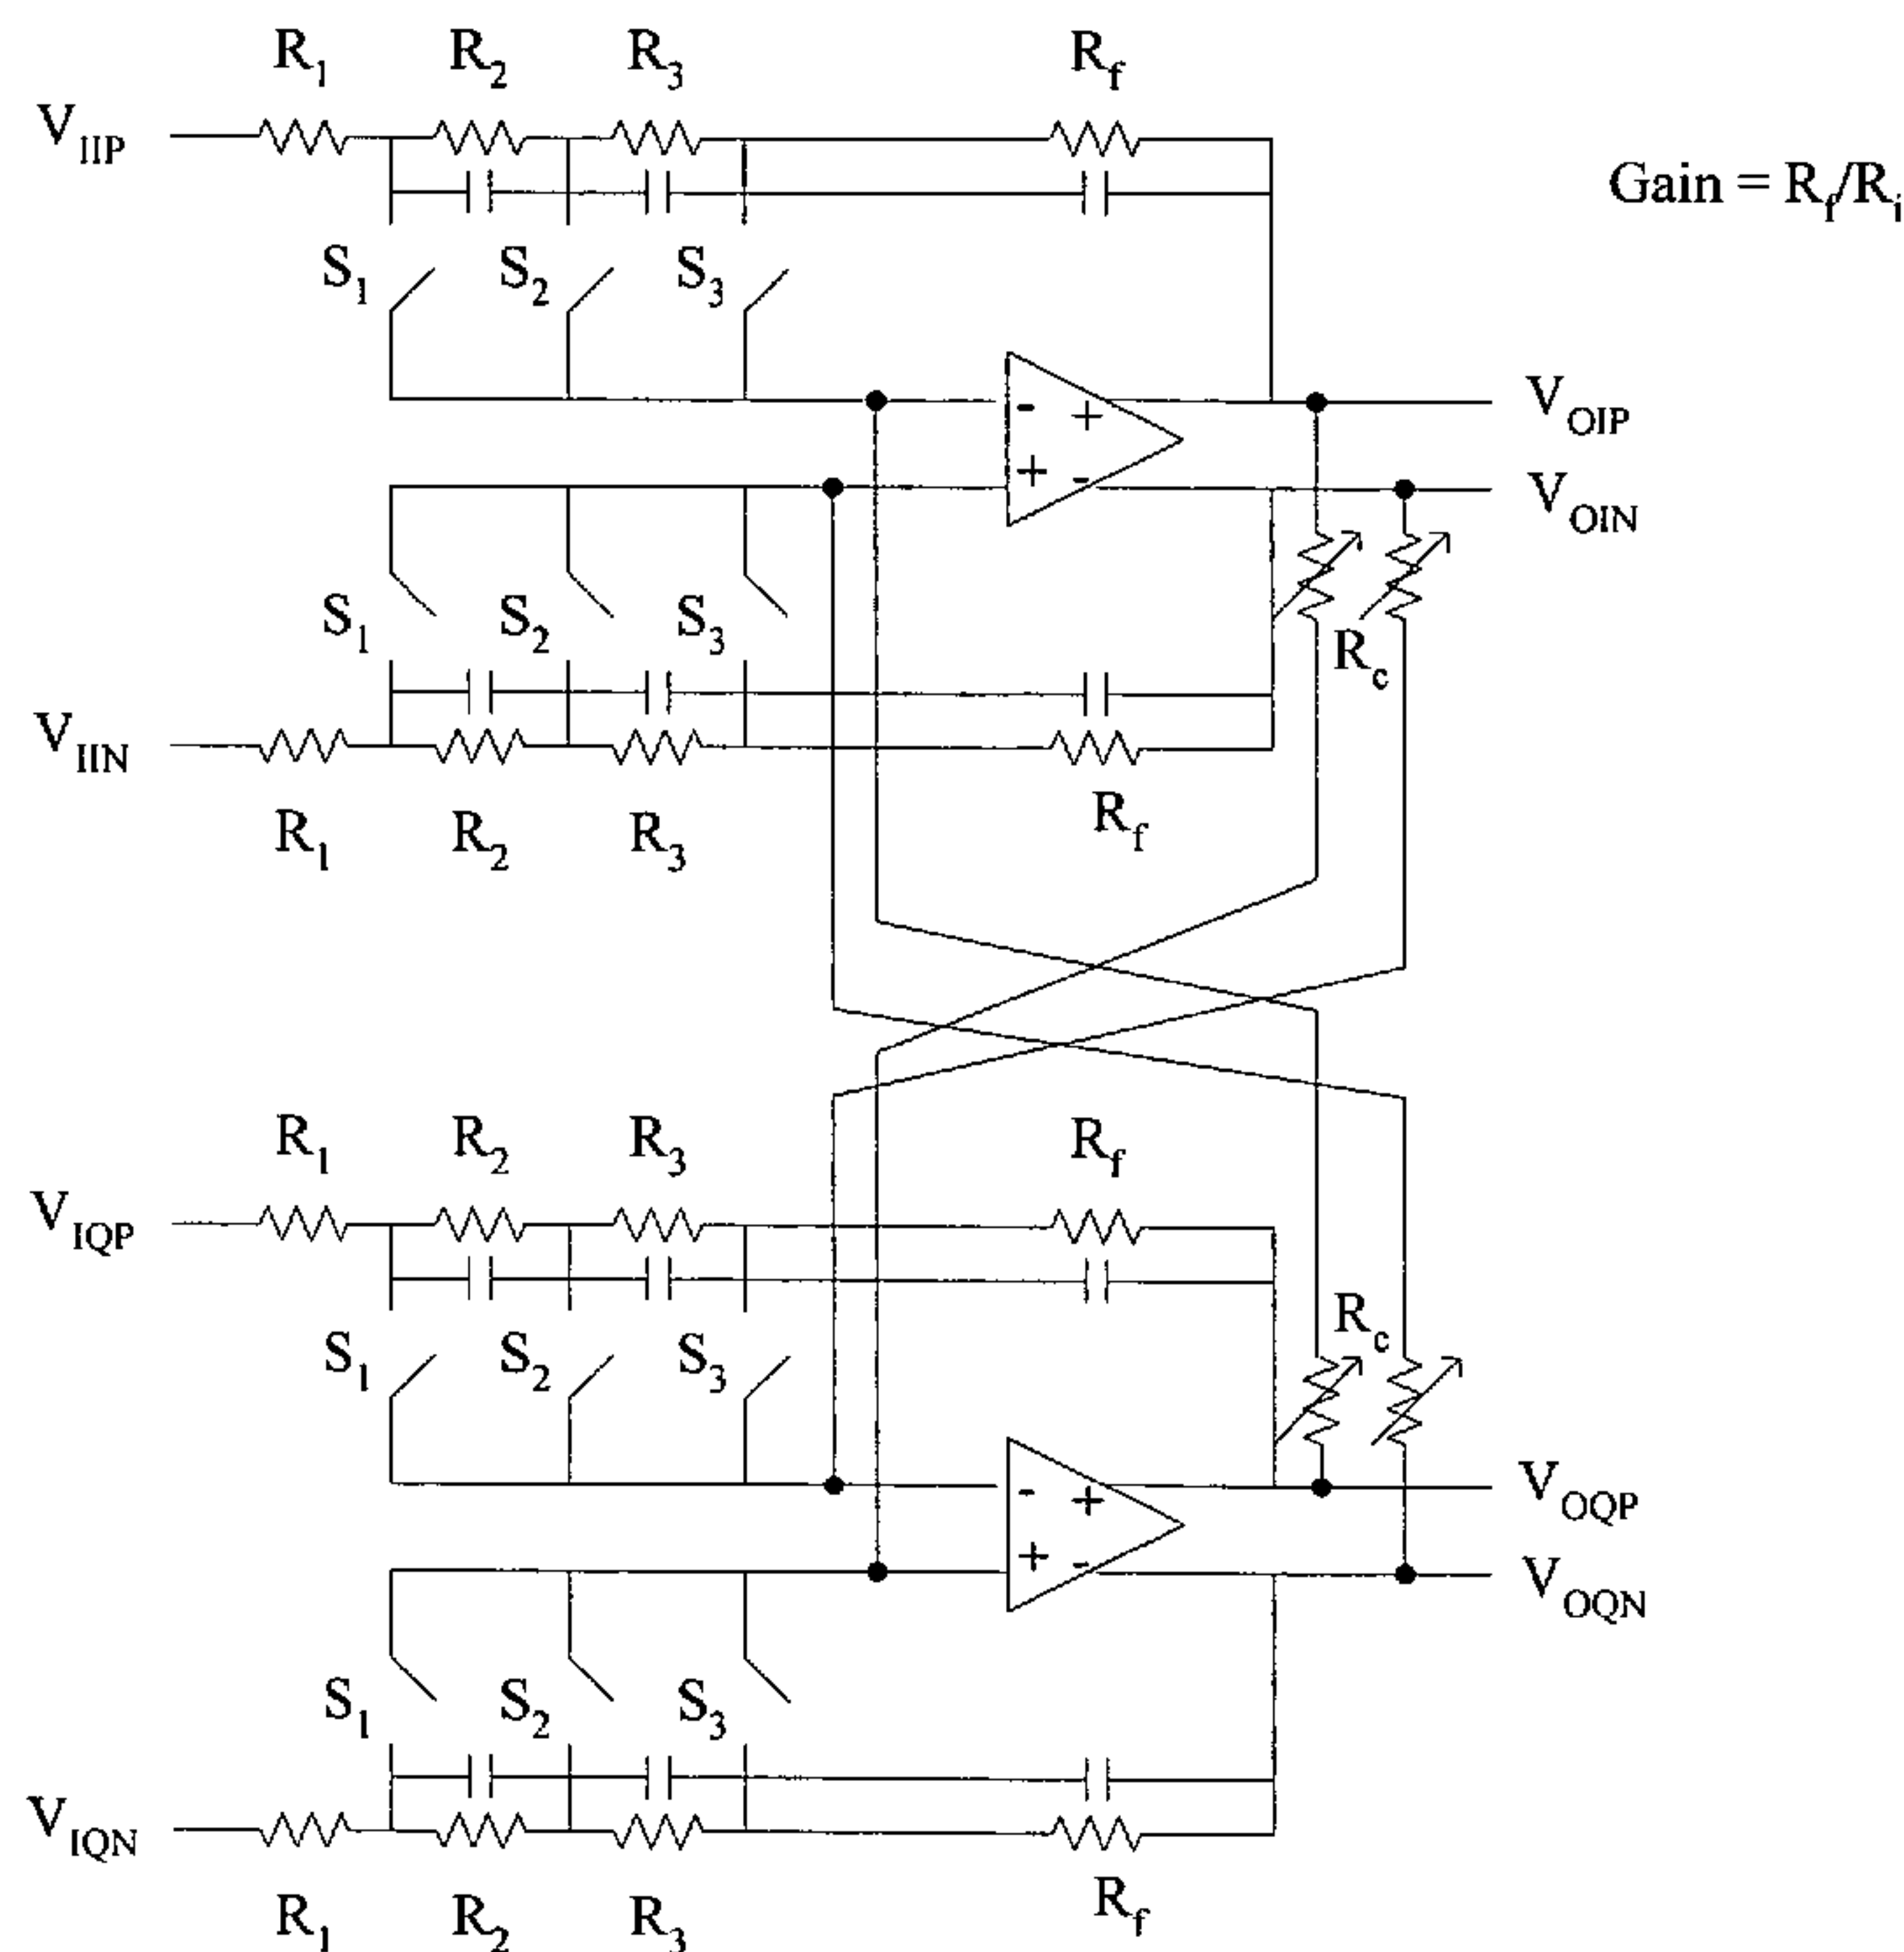 R1 R2 R3 Rf
VIIP
Gain = Rf/Ri
S1 S2 S3
- +
VOIP
+ -
VOIN
S1 S2 S3
Rc
VIIN
R1 R2 R3 Rf
R1 R2 R3 Rf
VIQP
Rc
S1 S2 S3
- +
VOQP
+ -
VOQN
S1 S2 S3
VIQN
R1 R2 R3 Rf